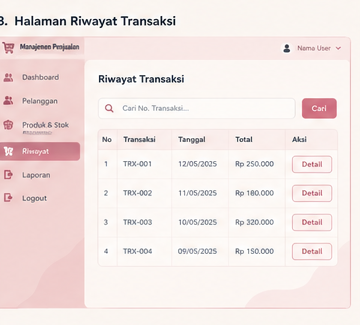 3. Halaman Riwayat Transaksi
Manajemen Penjualan
Nama User
Dashboard
Pelanggan
Produk & Stok
Riwayat
Laporan
Logout
Riwayat Transaksi
Cari No. Transaksi...
Cari
No Transaksi Tanggal Total Aksi
1 TRX-001 12/05/2025 Rp 250.000 Detail
2 TRX-002 11/05/2025 Rp 180.000 Detail
3 TRX-003 10/05/2025 Rp 320.000 Detail
4 TRX-004 09/05/2025 Rp 150.000 Detail